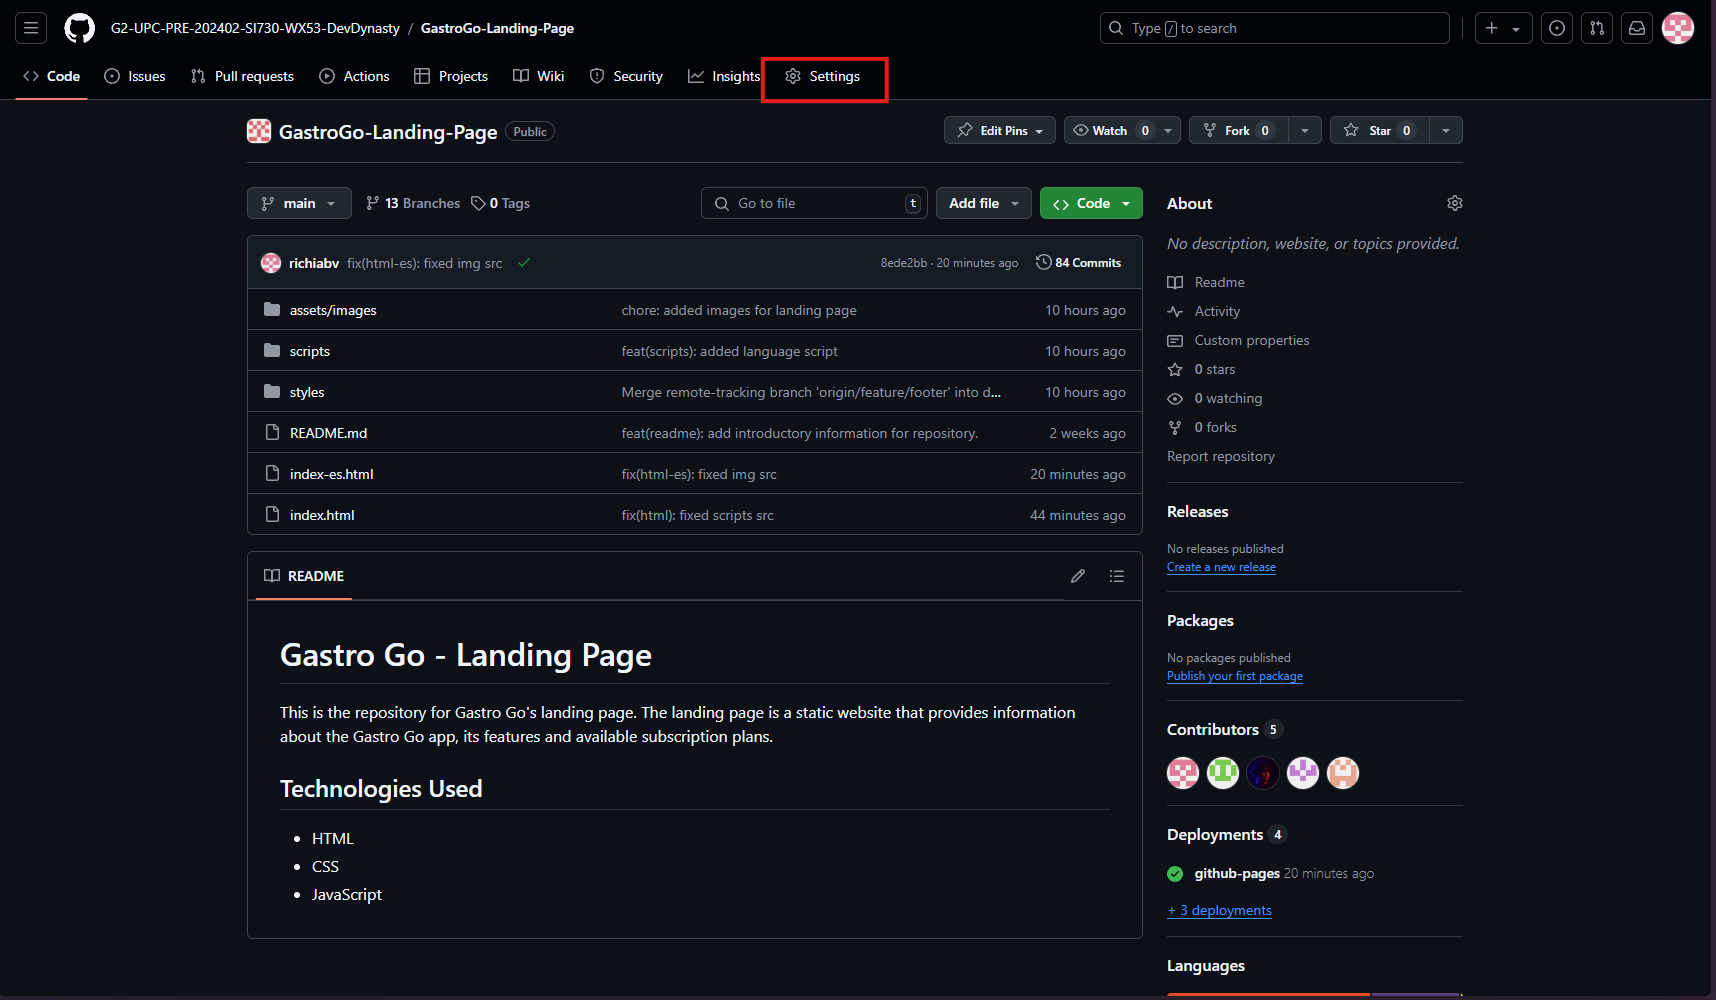 G2-UPC-PRE-202402-SI730-WX53-DevDynasty / GastroGo-Landing-Page
Type / to search
Code Issues Pull requests Actions Projects Wiki Security Insights Settings
GastroGo-Landing-Page Public
Edit Pins Watch 0 Fork 0 Star 0
main 13 Branches 0 Tags
Go to file t Add file Code
richiabv fix(html-es): fixed img src 8ede2bb · 20 minutes ago 84 Commits
assets/images chore: added images for landing page 10 hours ago
scripts feat(scripts): added language script 10 hours ago
styles Merge remote-tracking branch 'origin/feature/footer' into d... 10 hours ago
README.md feat(readme): add introductory information for repository. 2 weeks ago
index-es.html fix(html-es): fixed img src 20 minutes ago
index.html fix(html): fixed scripts src 44 minutes ago
README
Gastro Go - Landing Page
This is the repository for Gastro Go's landing page. The landing page is a static website that provides information
about the Gastro Go app, its features and available subscription plans.
Technologies Used
HTML
CSS
JavaScript
About
No description, website, or topics provided.
Readme
Activity
Custom properties
0 stars
0 watching
0 forks
Report repository
Releases
No releases published
Create a new release
Packages
No packages published
Publish your first package
Contributors 5
Deployments 4
github-pages 20 minutes ago
+ 3 deployments
Languages